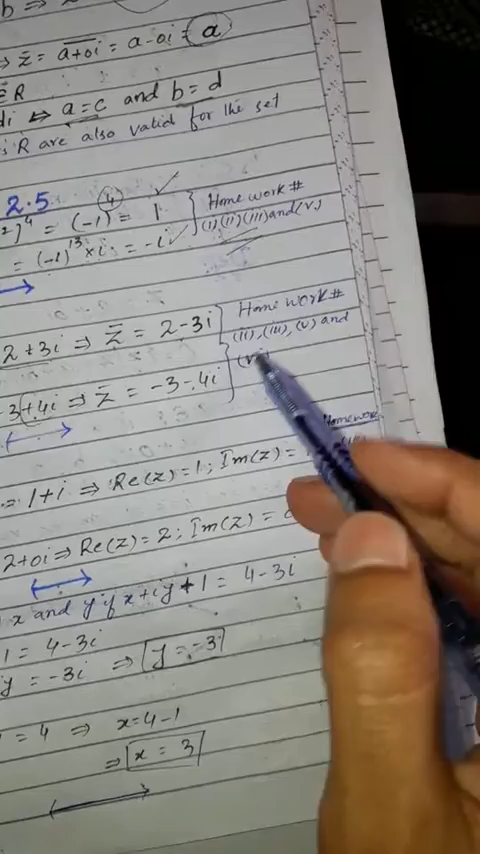 b ⇒ z
⇒ z̄ = a+0i = a-0i = a
∈ R
di ⇔ a = c and b = d
's R are also valid for the set
2.5
²]⁴ = (-1)⁴ = 1
= (-1)¹³ × i = -i
Home work #
(i)(ii)(iii) and (v)
2+3i ⇒ z̄ = 2-3i
-3+4i ⇒ z̄ = -3-4i
Home work #
(ii), (iii), (v) and
Homework
= 1+i ⇒ Re(z)=1; Im(z) =
2+0i ⇒ Re(z)=2; Im(z) =
x and y if x+iy+1 = 4-3i
1 = 4-3i
y = -3i ⇒ y = -3
= 4 ⇒ x=4-1
⇒ x = 3